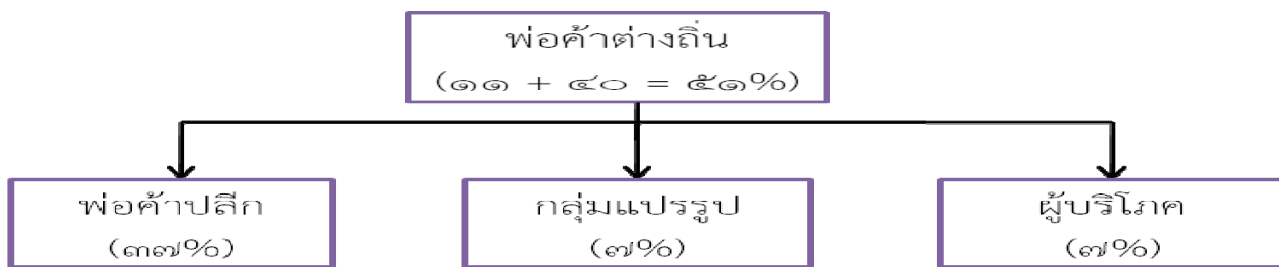 พ่อค้าต่างถิ่น
(๑๑ + ๔๐ = ๕๑%)
พ่อค้าปลีก
(๓๗%)
กลุ่มแปรรูป
(๗%)
ผู้บริโภค
(๗%)